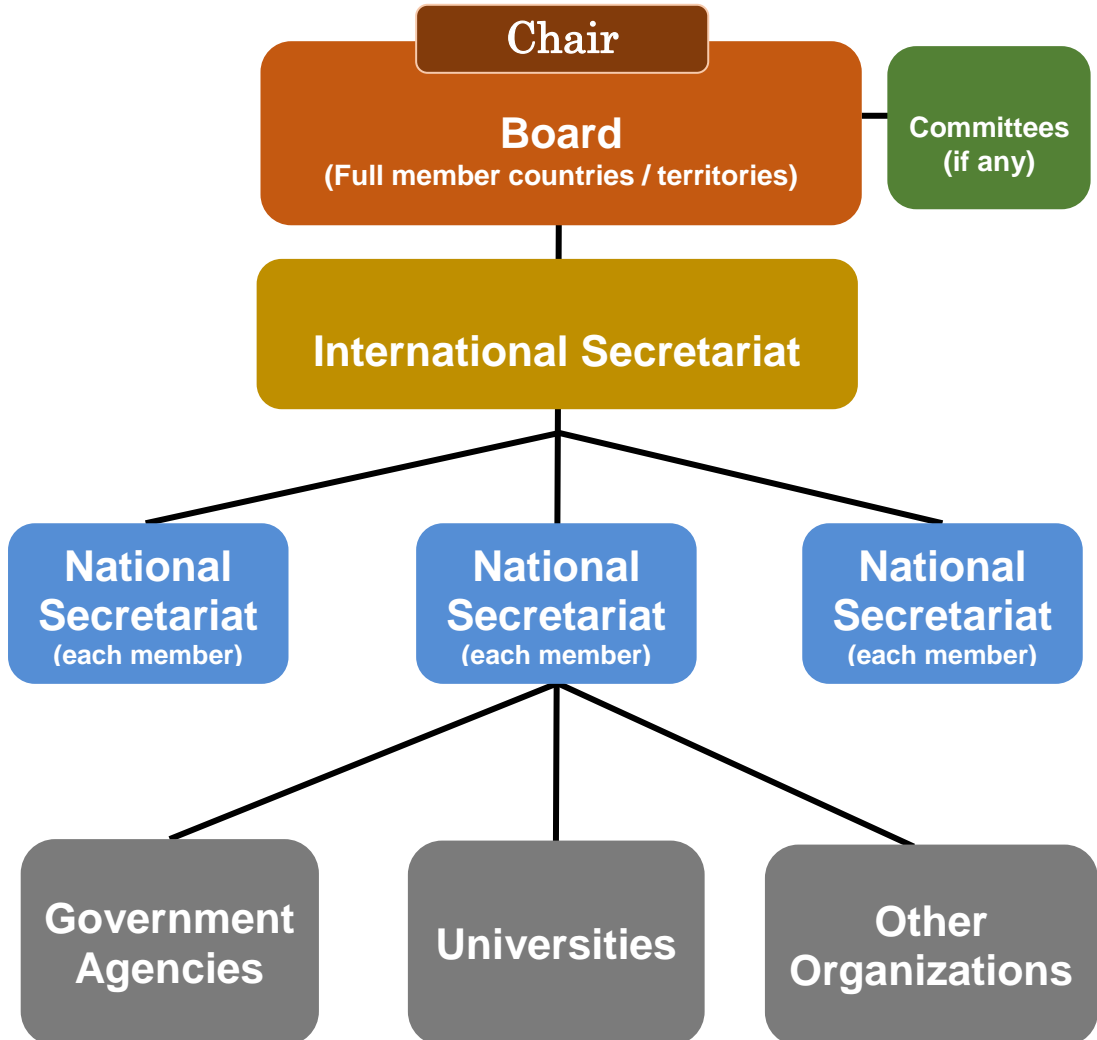 Chair
Board
(Full member countries / territories)
Committees
(if any)
International Secretariat
National
Secretariat
(each member)
National
Secretariat
(each member)
National
Secretariat
(each member)
Government
Agencies
Universities
Other
Organizations